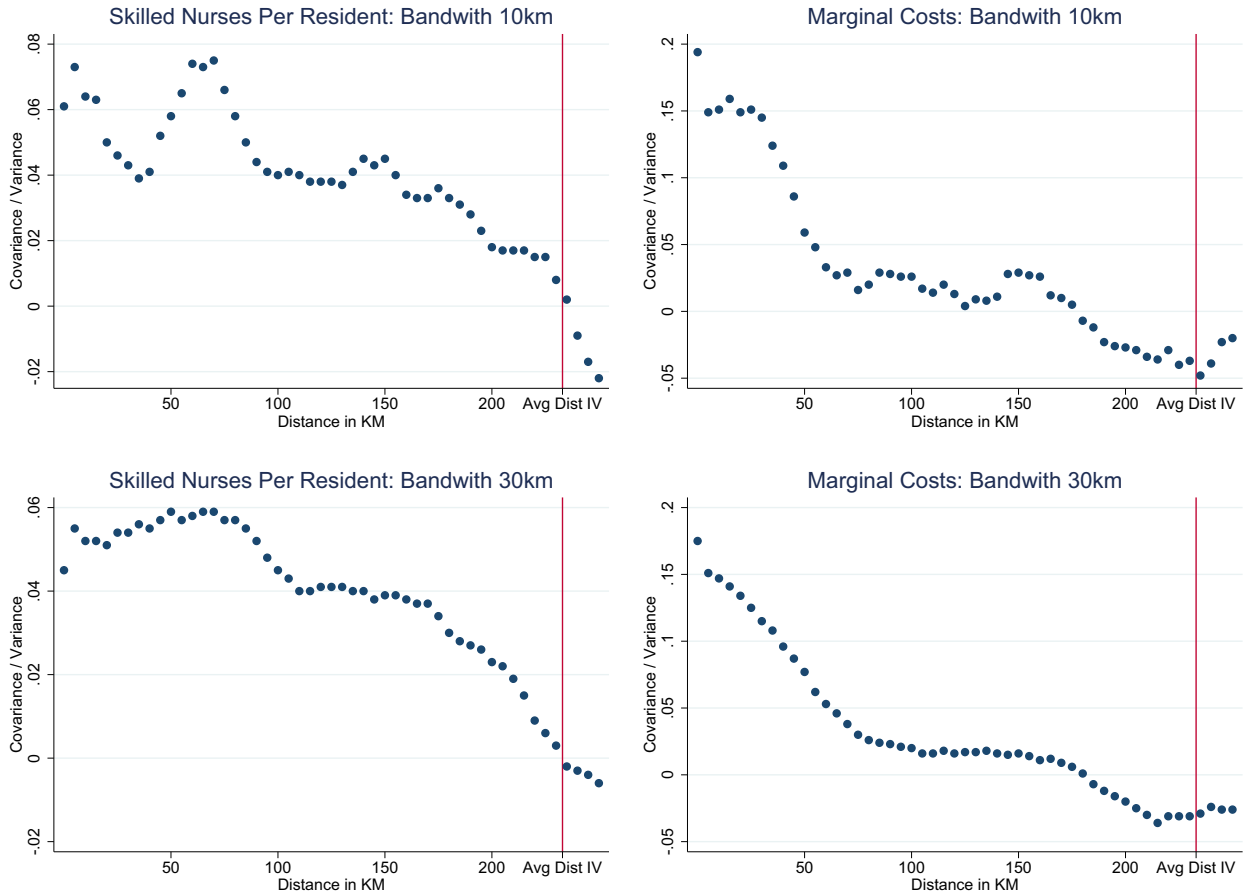 Skilled Nurses Per Resident: Bandwith 10km
Covariance / Variance
.08
.06
.04
.02
0
-.02
50
100
150
200
Avg Dist IV
Distance in KM
Marginal Costs: Bandwith 10km
Covariance / Variance
.2
.15
.1
.05
0
-.05
50
100
150
200
Avg Dist IV
Distance in KM
Skilled Nurses Per Resident: Bandwith 30km
Covariance / Variance
.06
.04
.02
0
-.02
50
100
150
200
Avg Dist IV
Distance in KM
Marginal Costs: Bandwith 30km
Covariance / Variance
.2
.15
.1
.05
0
-.05
50
100
150
200
Avg Dist IV
Distance in KM